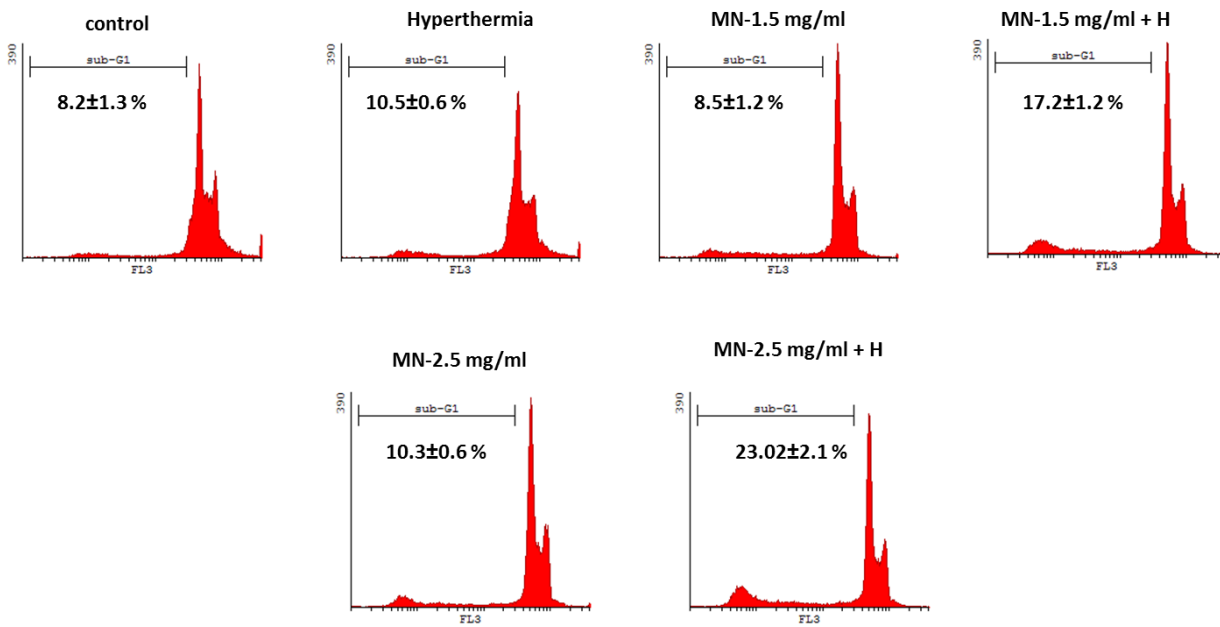 control
Hyperthermia
MN-1.5 mg/ml
MN-1.5 mg/ml + H
390
sub-G1
8.2±1.3 %
FL3
390
sub-G1
10.5±0.6 %
FL3
390
sub-G1
8.5±1.2 %
FL3
390
sub-G1
17.2±1.2 %
FL3
MN-2.5 mg/ml
MN-2.5 mg/ml + H
390
sub-G1
10.3±0.6 %
FL3
390
sub-G1
23.02±2.1 %
FL3